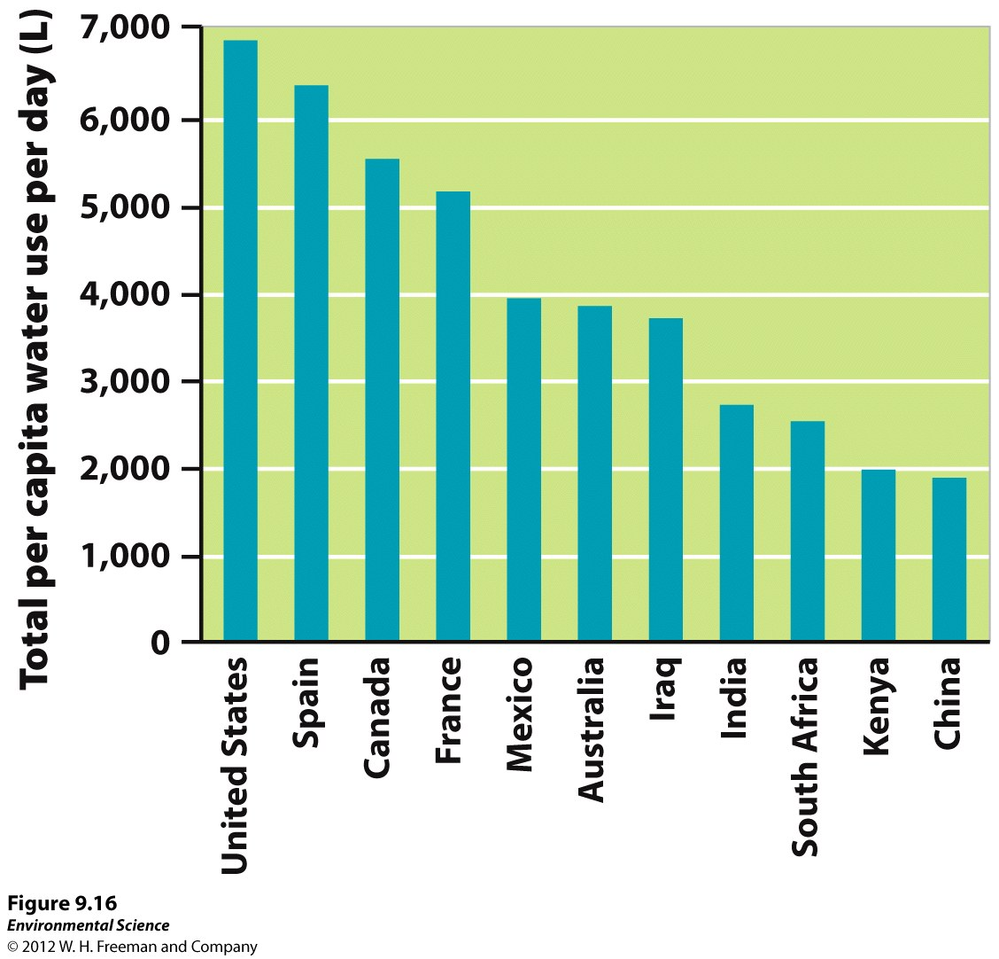 Total per capita water use per day (L)
7,000
6,000
5,000
4,000
3,000
2,000
1,000
0
United States
Spain
Canada
France
Mexico
Australia
Iraq
India
South Africa
Kenya
China
Figure 9.16
Environmental Science
© 2012 W. H. Freeman and Company